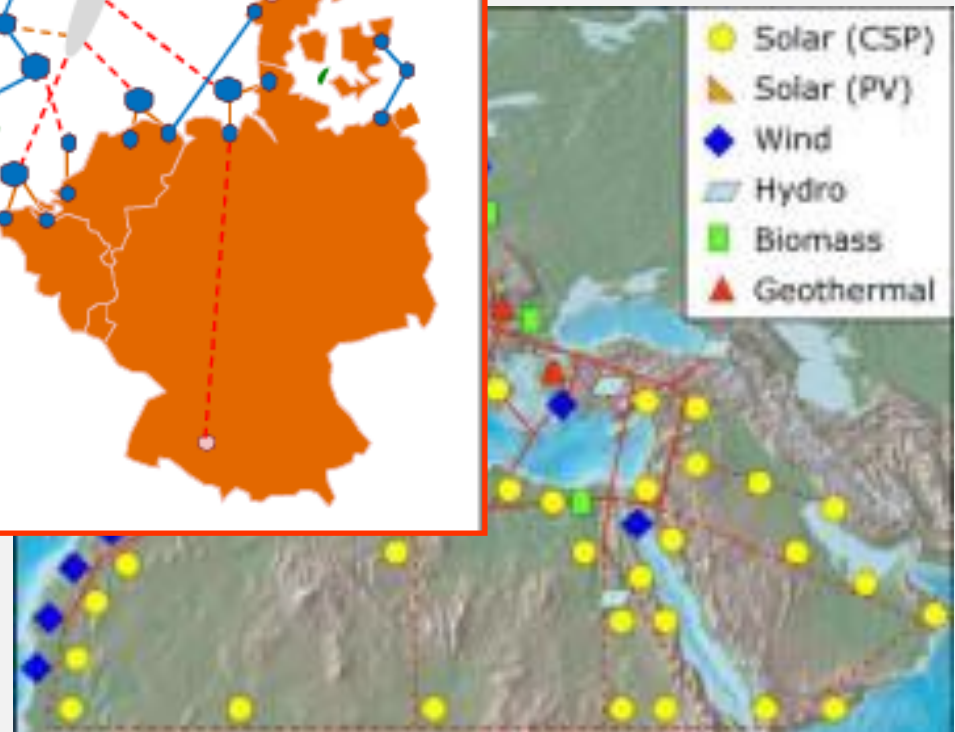 Solar (CSP)
Solar (PV)
Wind
Hydro
Biomass
Geothermal